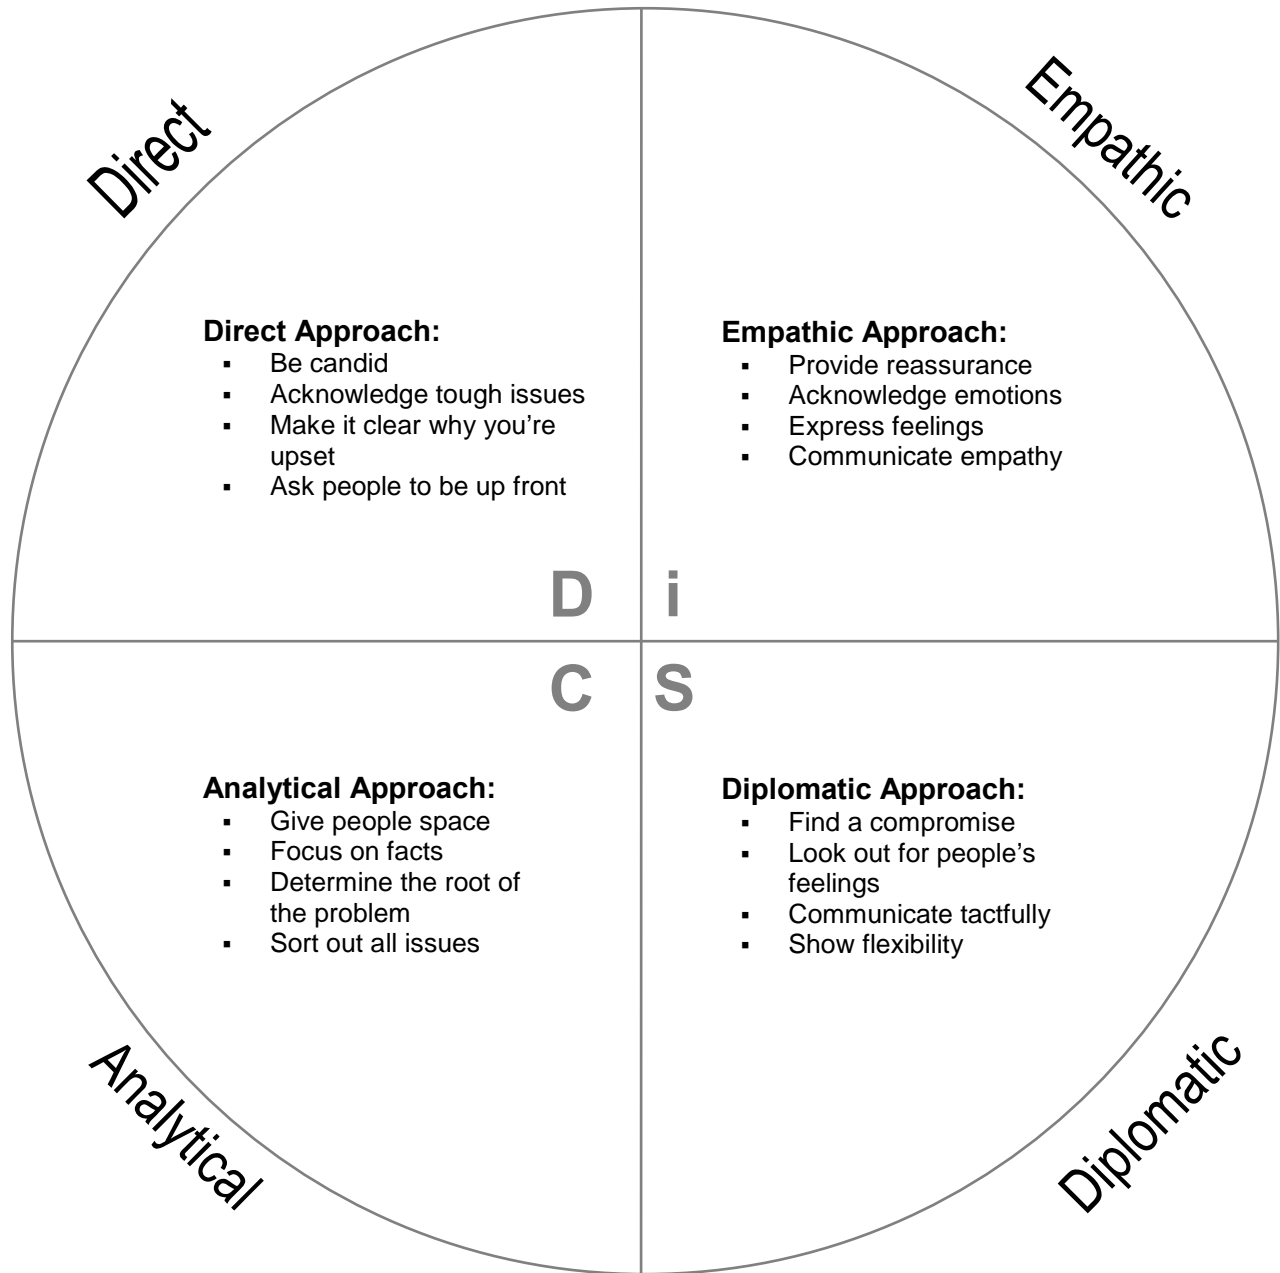 Direct
Empathic
Direct Approach:
▪ Be candid
▪ Acknowledge tough issues
▪ Make it clear why you’re
upset
▪ Ask people to be up front
Empathic Approach:
▪ Provide reassurance
▪ Acknowledge emotions
▪ Express feelings
▪ Communicate empathy
D
i
C
S
Analytical Approach:
▪ Give people space
▪ Focus on facts
▪ Determine the root of
the problem
▪ Sort out all issues
Diplomatic Approach:
▪ Find a compromise
▪ Look out for people’s
feelings
▪ Communicate tactfully
▪ Show flexibility
Analytical
Diplomatic